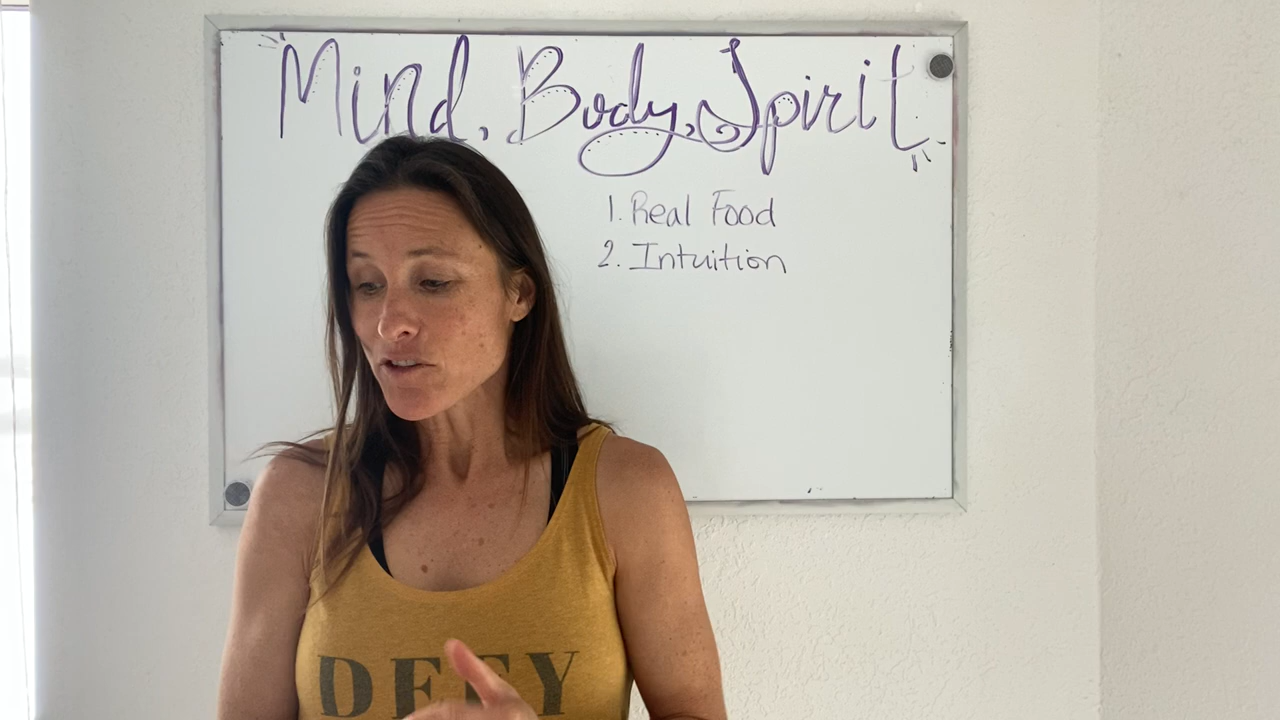 Mind, Body, Spirit
1. Real Food
2. Intuition
DEFY